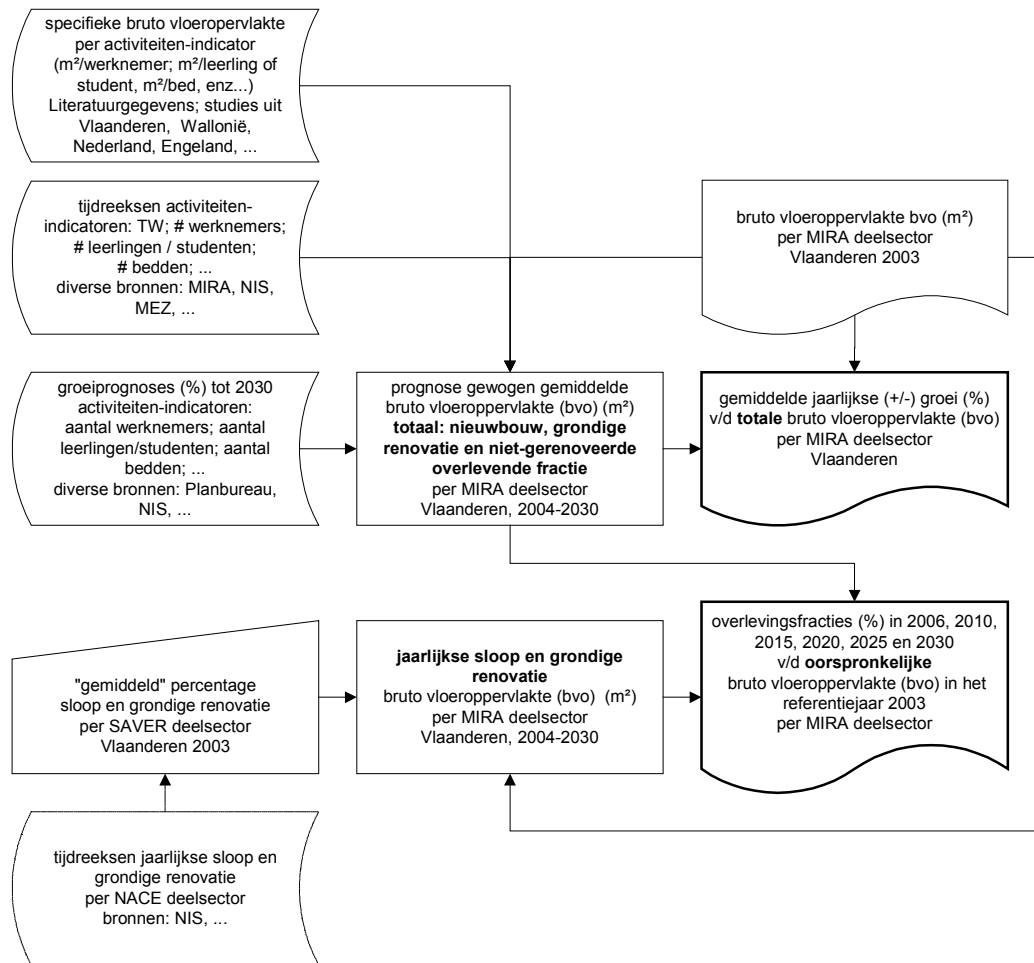 specifieke bruto vloeropervlakte
per activiteiten-indicator
(m²/werknemer; m²/leerling of
student, m²/bed, enz...)
Literatuurgegevens; studies uit
Vlaanderen, Wallonië,
Nederland, Engeland, ...
tijdreeksen activiteiten-
indicatoren: TW; # werknemers;
# leerlingen / studenten;
# bedden; ...
diverse bronnen: MIRA, NIS,
MEZ, ...
bruto vloeroppervlakte bvo (m²)
per MIRA deelsector
Vlaanderen 2003
groeiprognoses (%) tot 2030
activiteiten-indicatoren:
aantal werknemers; aantal
leerlingen/studenten; aantal
bedden; ...
diverse bronnen: Planbureau,
NIS, ...
prognose gewogen gemiddelde
bruto vloeroppervlakte (bvo) (m²)
totaal: nieuwbouw, grondige
renovatie en niet-gerenoveerde
overlevende fractie
per MIRA deelsector
Vlaanderen, 2004-2030
gemiddelde jaarlijkse (+/-) groei (%)
v/d totale bruto vloeroppervlakte (bvo)
per MIRA deelsector
Vlaanderen
"gemiddeld" percentage
sloop en grondige renovatie
per SAVER deelsector
Vlaanderen 2003
jaarlijkse sloop en grondige
renovatie
bruto vloeroppervlakte (bvo) (m²)
per MIRA deelsector
Vlaanderen, 2004-2030
overlevingsfracties (%) in 2006, 2010,
2015, 2020, 2025 en 2030
v/d oorspronkelijke
bruto vloeroppervlakte (bvo) in het
referentiejaar 2003
per MIRA deelsector
tijdreeksen jaarlijkse sloop en
grondige renovatie
per NACE deelsector
bronnen: NIS, ...